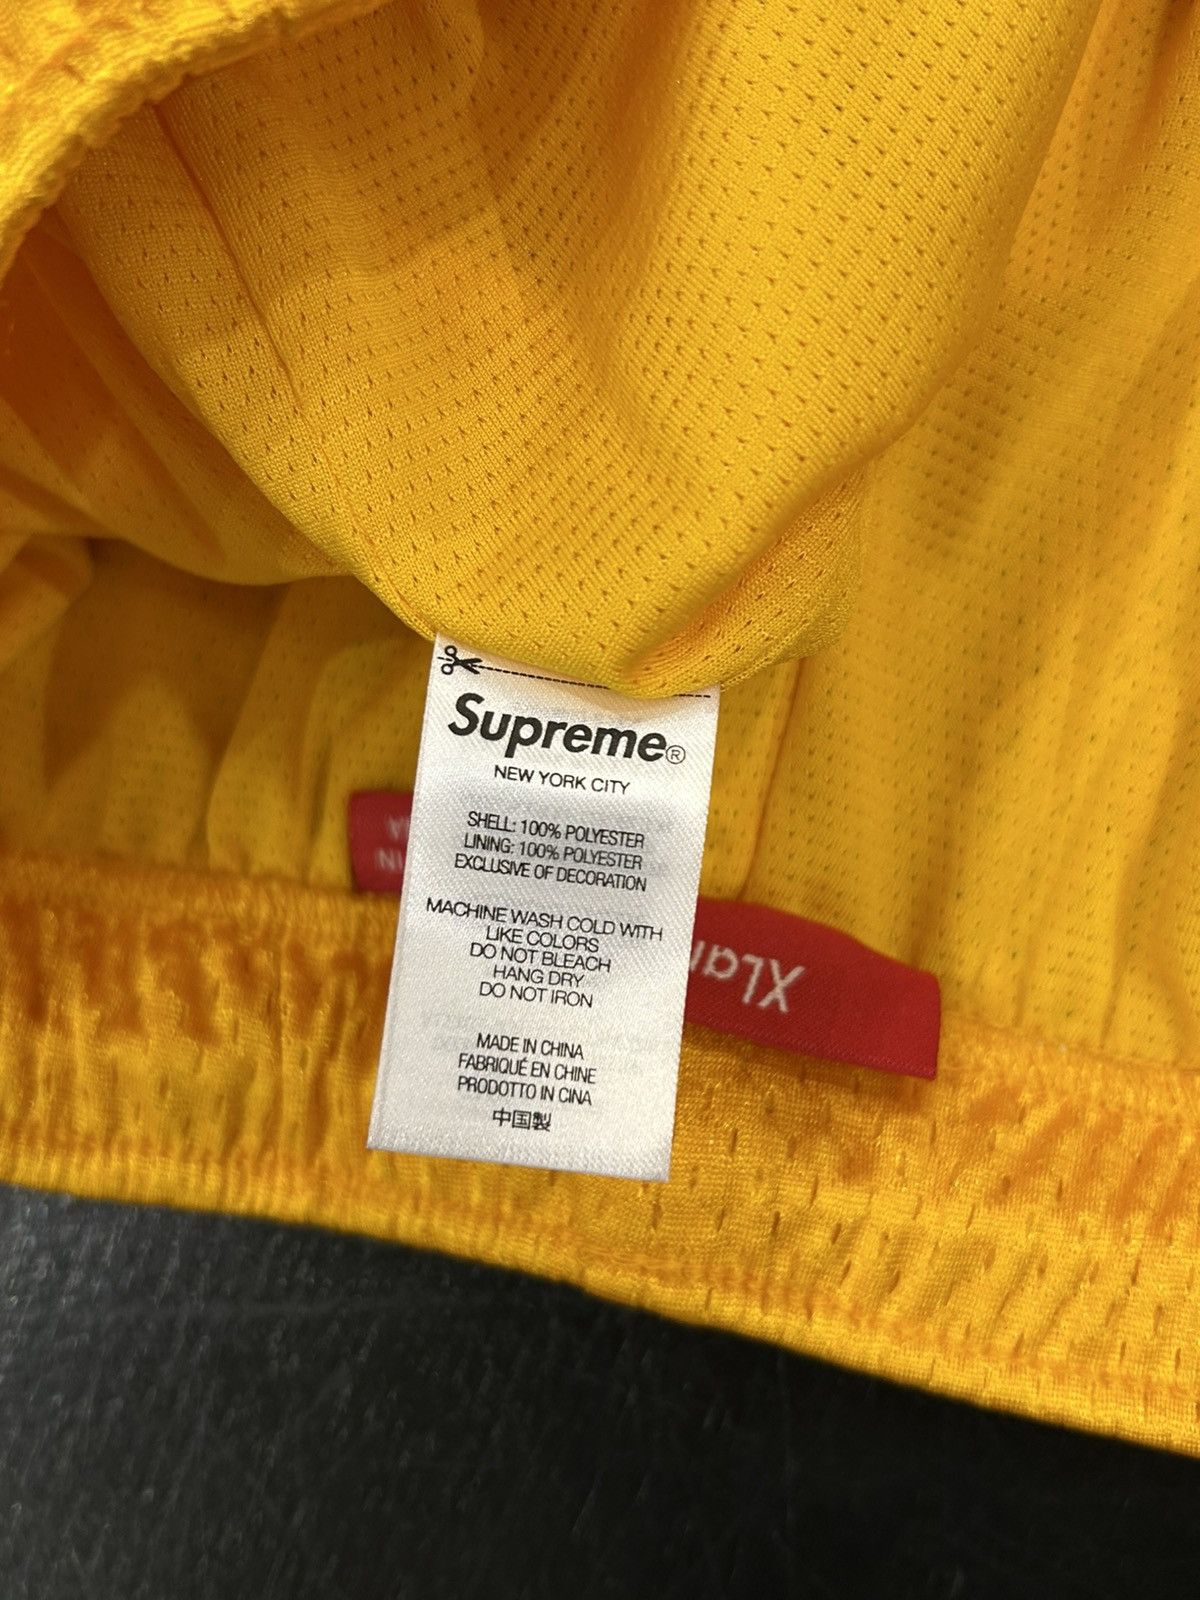 Supreme®
NEW YORK CITY
SHELL: 100% POLYESTER
LINING: 100% POLYESTER
EXCLUSIVE OF DECORATION
MACHINE WASH COLD WITH
LIKE COLORS
DO NOT BLEACH
HANG DRY
DO NOT IRON
MADE IN CHINA
FABRIQUÉ EN CHINE
PRODOTTO IN CINA
中国製
XLar